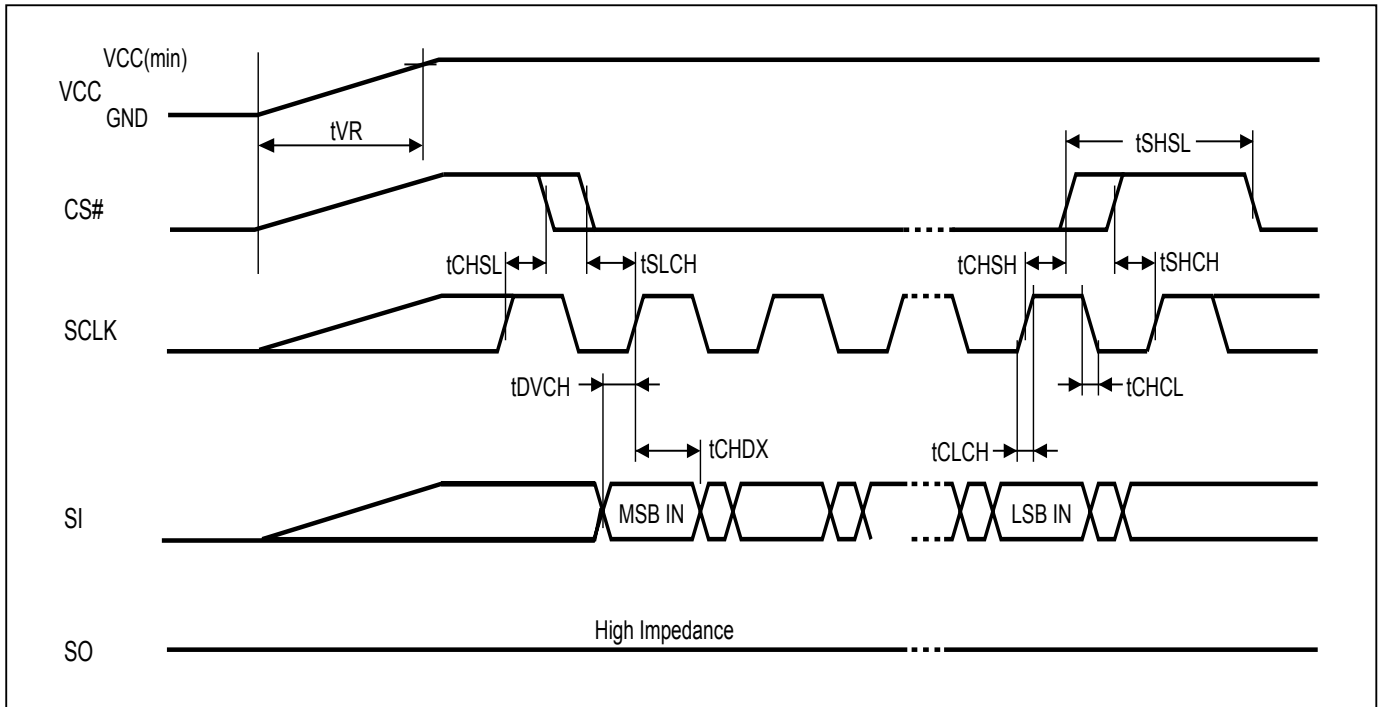 VCC(min)
VCC
GND
tVR
tSHSL
CS#
tCHSL
tSLCH
tCHSH
tSHCH
SCLK
tDVCH
tCHCL
tCHDX
tCLCH
SI
MSB IN
LSB IN
High Impedance
SO